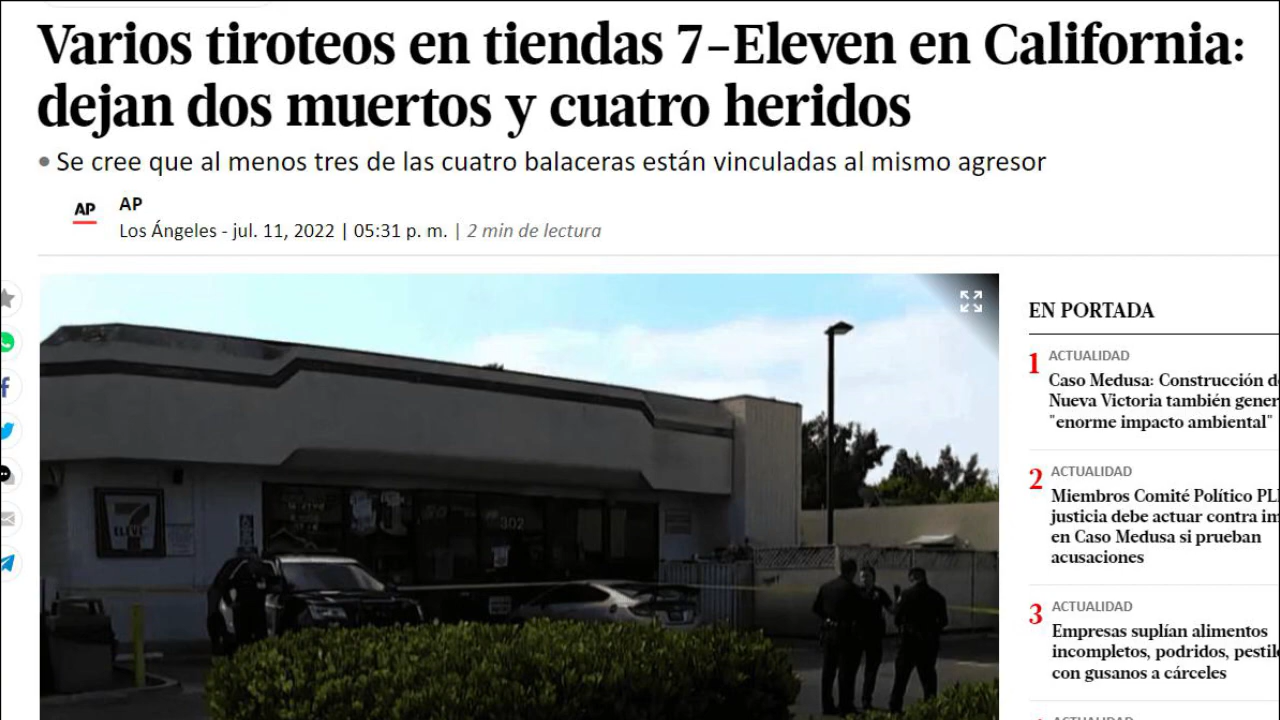 Varios tiroteos en tiendas 7-Eleven en California:
dejan dos muertos y cuatro heridos
• Se cree que al menos tres de las cuatro balaceras están vinculadas al mismo agresor
AP
AP
Los Ángeles - jul. 11, 2022 | 05:31 p. m. | 2 min de lectura
7
ELEVEn
302
EN PORTADA
1 ACTUALIDAD
Caso Medusa: Construcción d
Nueva Victoria también gener
"enorme impacto ambiental"
2 ACTUALIDAD
Miembros Comité Político PL
justicia debe actuar contra im
en Caso Medusa si prueban
acusaciones
3 ACTUALIDAD
Empresas suplían alimentos
incompletos, podridos, pestil
con gusanos a cárceles
ACTUALIDAD